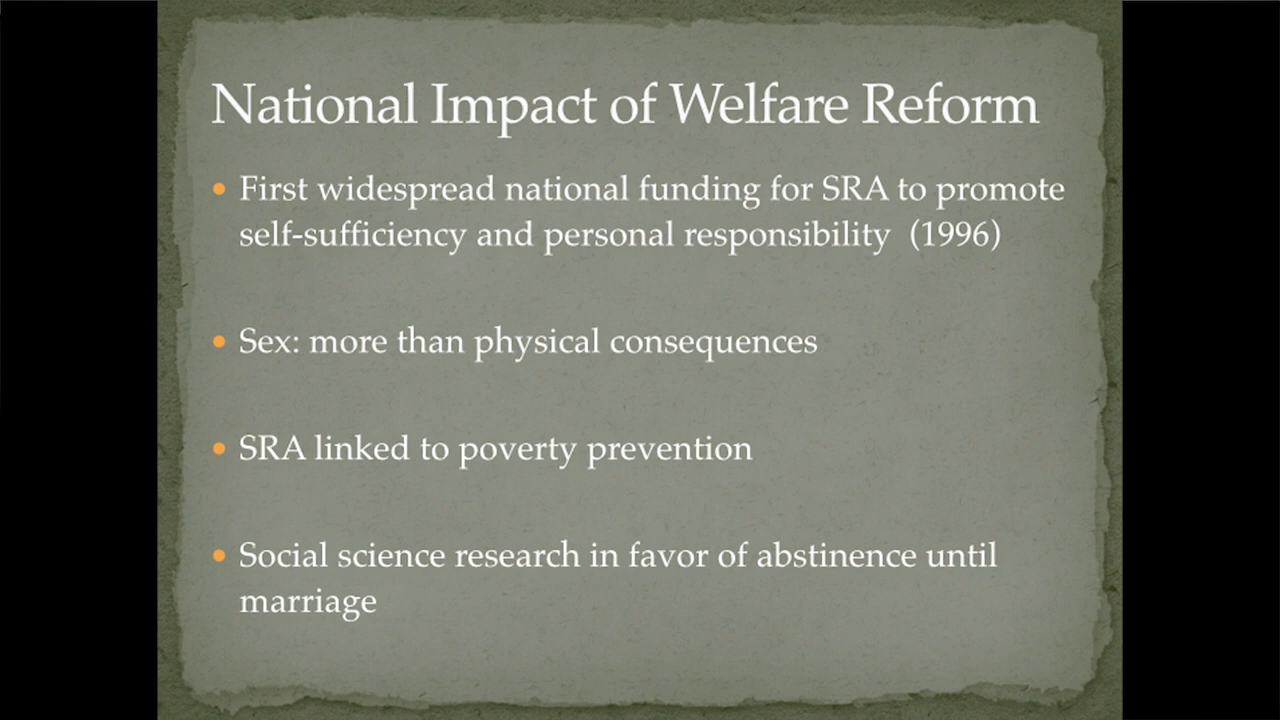 National Impact of Welfare Reform
• First widespread national funding for SRA to promote
self-sufficiency and personal responsibility  (1996)
• Sex: more than physical consequences
• SRA linked to poverty prevention
• Social science research in favor of abstinence until
marriage